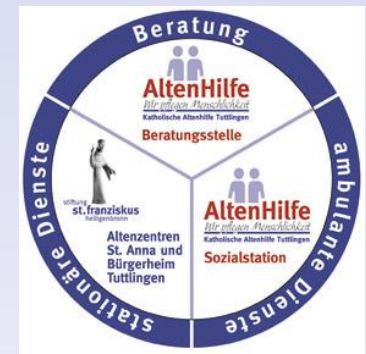 Beratung
AltenHilfe
Wir pflegen Menschlichkeit
Katholische Altenhilfe Tuttlingen
Beratungsstelle
stationäre Dienste
stiftung
st.franziskus
heiligenbronn
Altenzentren
St. Anna und
Bürgerheim
Tuttlingen
ambulante Dienste
AltenHilfe
Wir pflegen Menschlichkeit
Katholische Altenhilfe Tuttlingen
Sozialstation